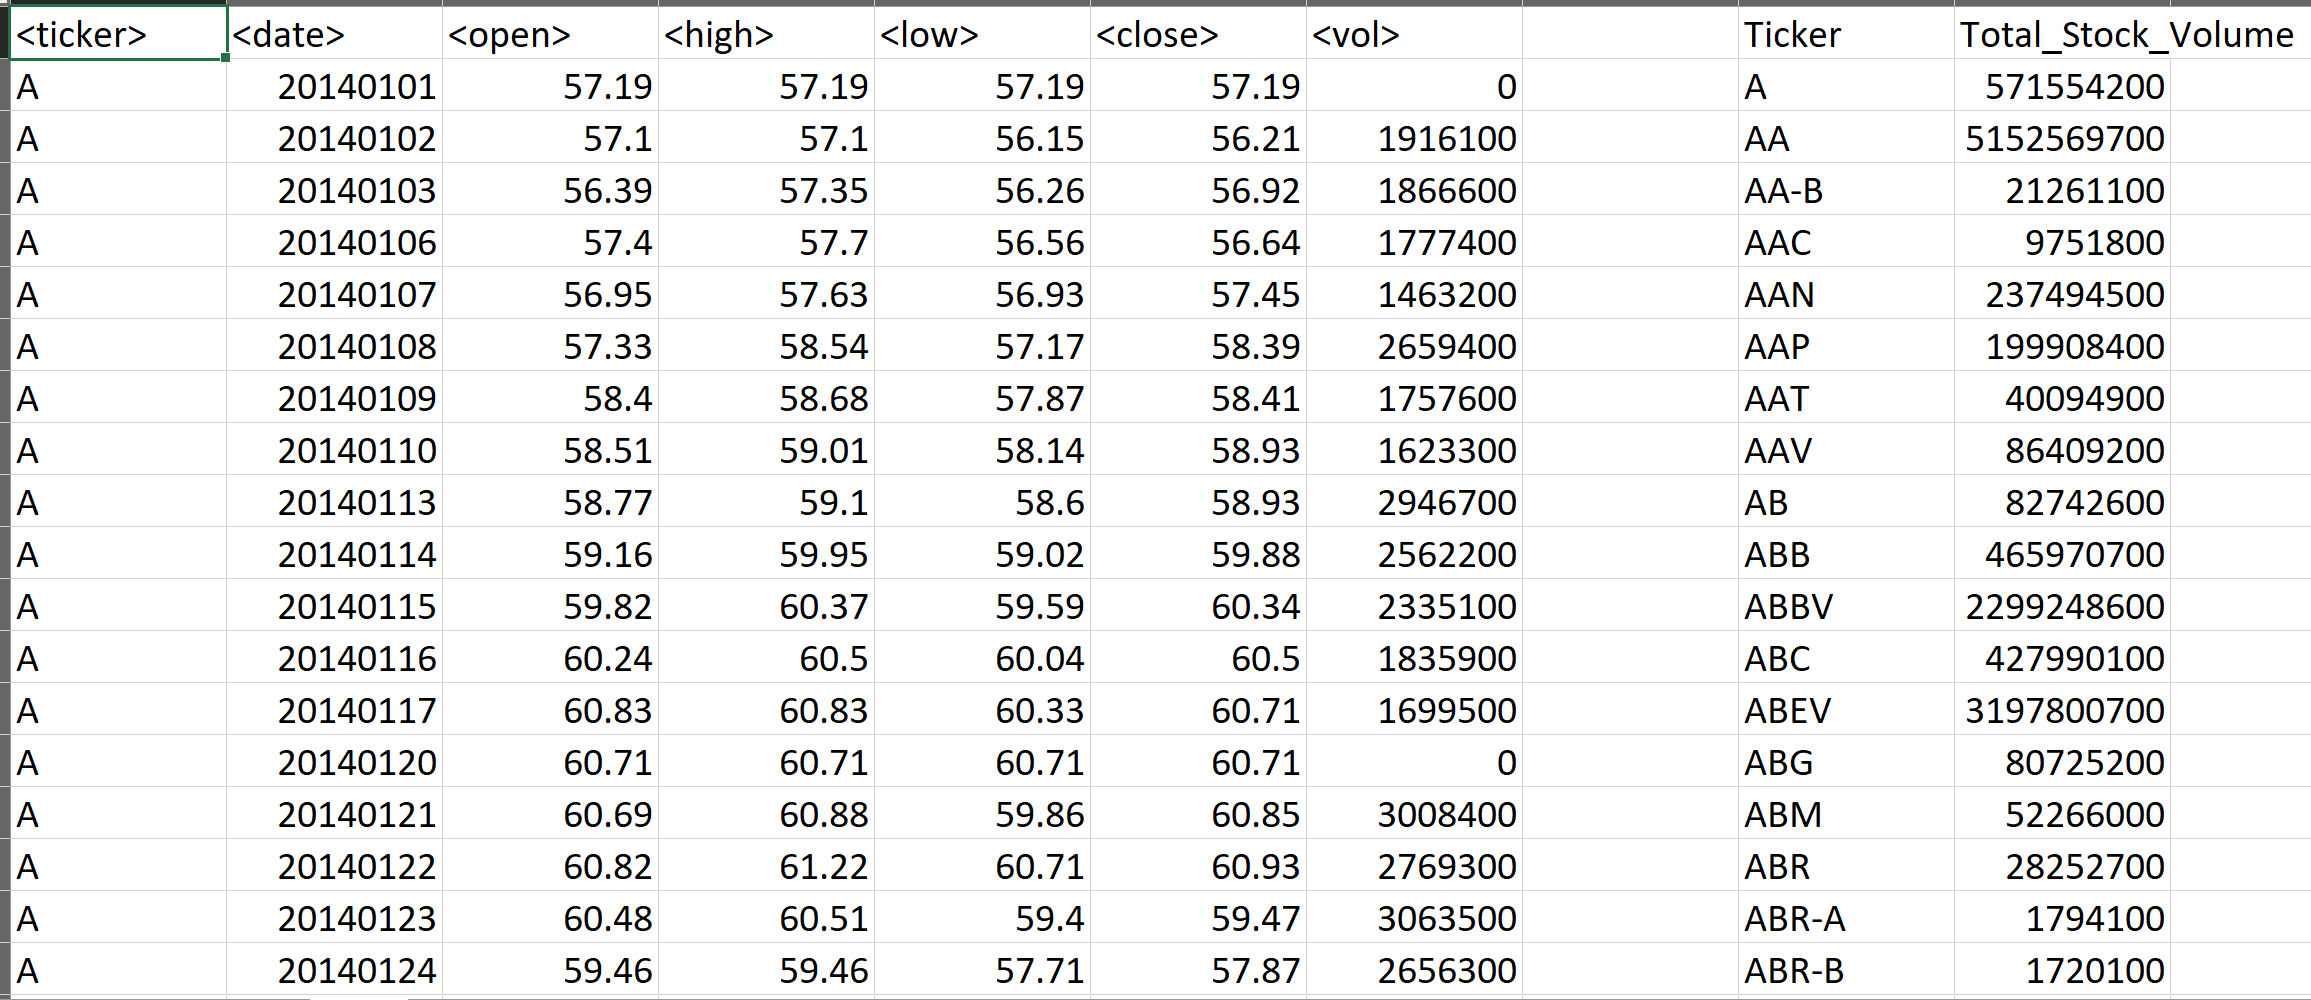 <ticker> <date> <open> <high> <low> <close> <vol> Ticker Total_Stock_Volume
A 20140101 57.19 57.19 57.19 57.19 0 A 571554200
A 20140102 57.1 57.1 56.15 56.21 1916100 AA 5152569700
A 20140103 56.39 57.35 56.26 56.92 1866600 AA-B 21261100
A 20140106 57.4 57.7 56.56 56.64 1777400 AAC 9751800
A 20140107 56.95 57.63 56.93 57.45 1463200 AAN 237494500
A 20140108 57.33 58.54 57.17 58.39 2659400 AAP 199908400
A 20140109 58.4 58.68 57.87 58.41 1757600 AAT 40094900
A 20140110 58.51 59.01 58.14 58.93 1623300 AAV 86409200
A 20140113 58.77 59.1 58.6 58.93 2946700 AB 82742600
A 20140114 59.16 59.95 59.02 59.88 2562200 ABB 465970700
A 20140115 59.82 60.37 59.59 60.34 2335100 ABBV 2299248600
A 20140116 60.24 60.5 60.04 60.5 1835900 ABC 427990100
A 20140117 60.83 60.83 60.33 60.71 1699500 ABEV 3197800700
A 20140120 60.71 60.71 60.71 60.71 0 ABG 80725200
A 20140121 60.69 60.88 59.86 60.85 3008400 ABM 52266000
A 20140122 60.82 61.22 60.71 60.93 2769300 ABR 28252700
A 20140123 60.48 60.51 59.4 59.47 3063500 ABR-A 1794100
A 20140124 59.46 59.46 57.71 57.87 2656300 ABR-B 1720100